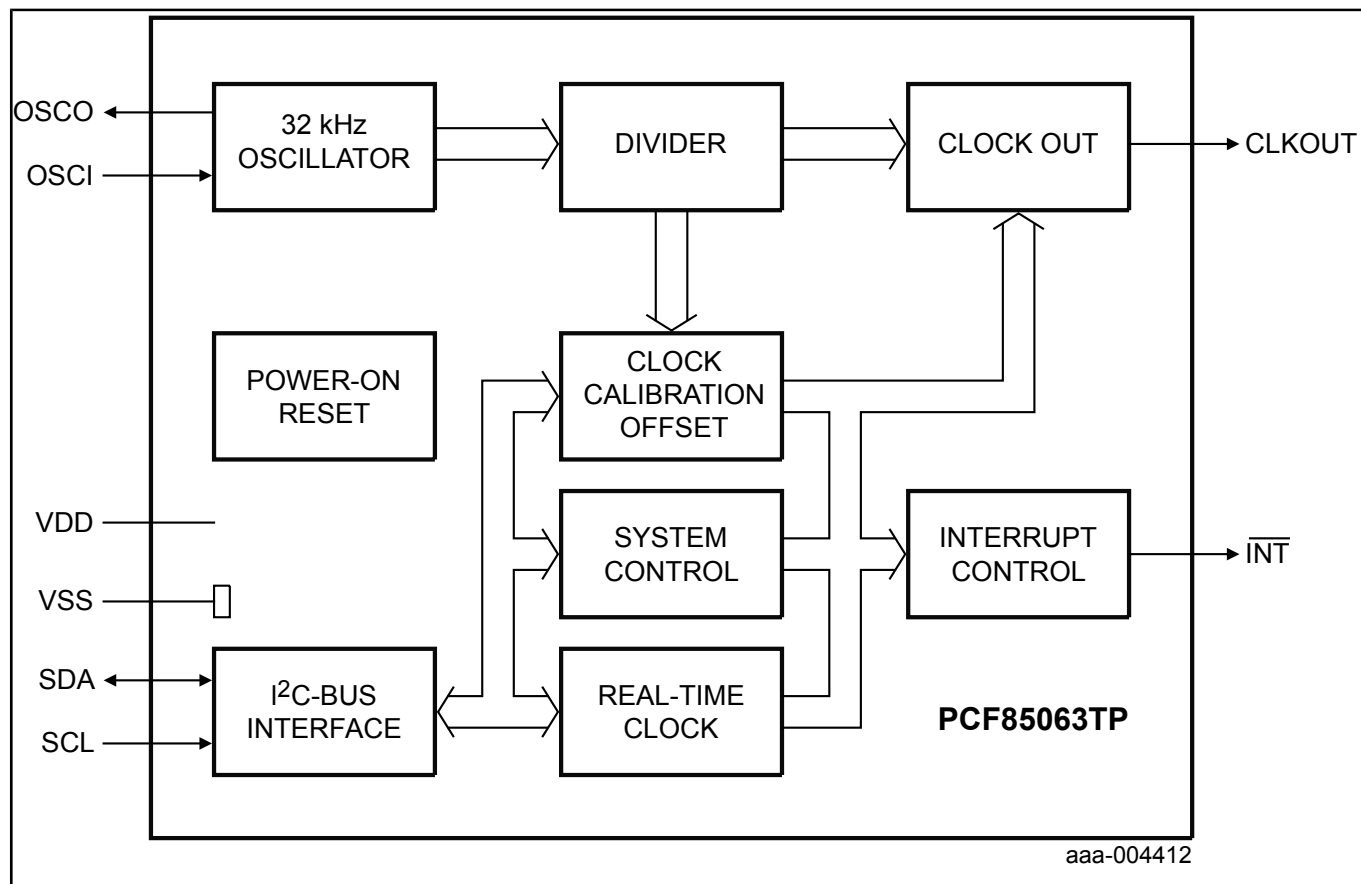 OSCO
OSCI
32 kHz
OSCILLATOR
DIVIDER
CLOCK OUT
CLKOUT
POWER-ON
RESET
CLOCK
CALIBRATION
OFFSET
VDD
VSS
SYSTEM
CONTROL
INTERRUPT
CONTROL
INT
SDA
SCL
I²C-BUS
INTERFACE
REAL-TIME
CLOCK
PCF85063TP
aaa-004412